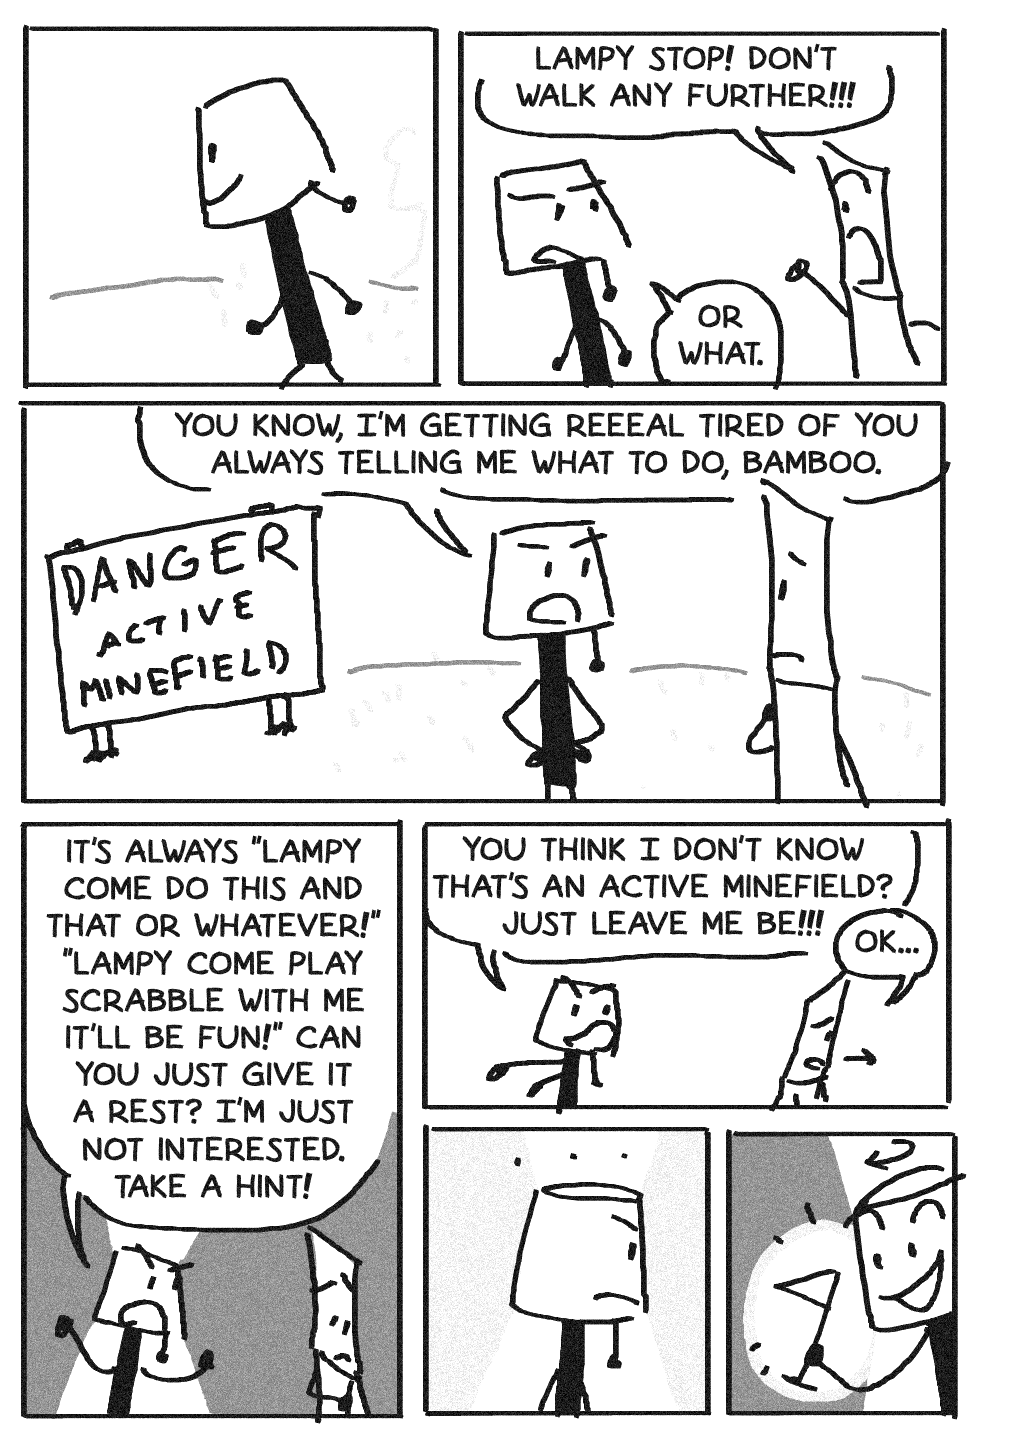 LAMPY STOP! DON'T
WALK ANY FURTHER!!!
OR
WHAT.
YOU KNOW, I'M GETTING REEEAL TIRED OF YOU
ALWAYS TELLING ME WHAT TO DO, BAMBOO.
DANGER
ACTIVE
MINEFIELD
IT'S ALWAYS "LAMPY
COME DO THIS AND
THAT OR WHATEVER!"
"LAMPY COME PLAY
SCRABBLE WITH ME
IT'LL BE FUN!" CAN
YOU JUST GIVE IT
A REST? I'M JUST
NOT INTERESTED.
TAKE A HINT!
YOU THINK I DON'T KNOW
THAT'S AN ACTIVE MINEFIELD?
JUST LEAVE ME BE!!!
OK...